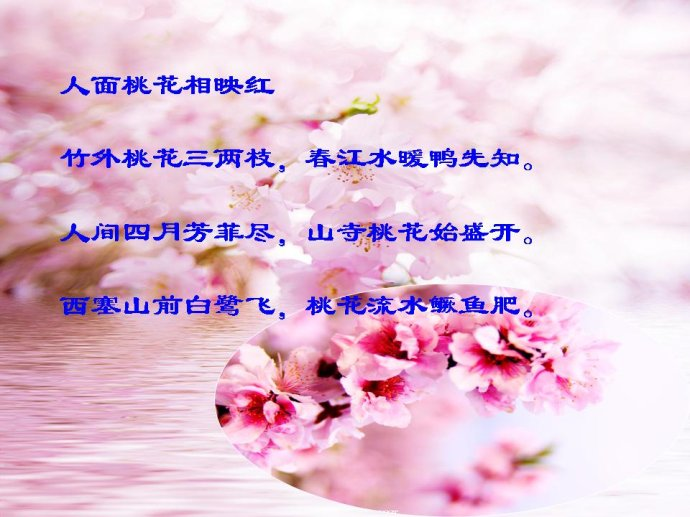 人面桃花相映红
竹外桃花三两枝，春江水暖鸭先知。
人间四月芳菲尽，山寺桃花始盛开。
西塞山前白鹭飞，桃花流水鳜鱼肥。